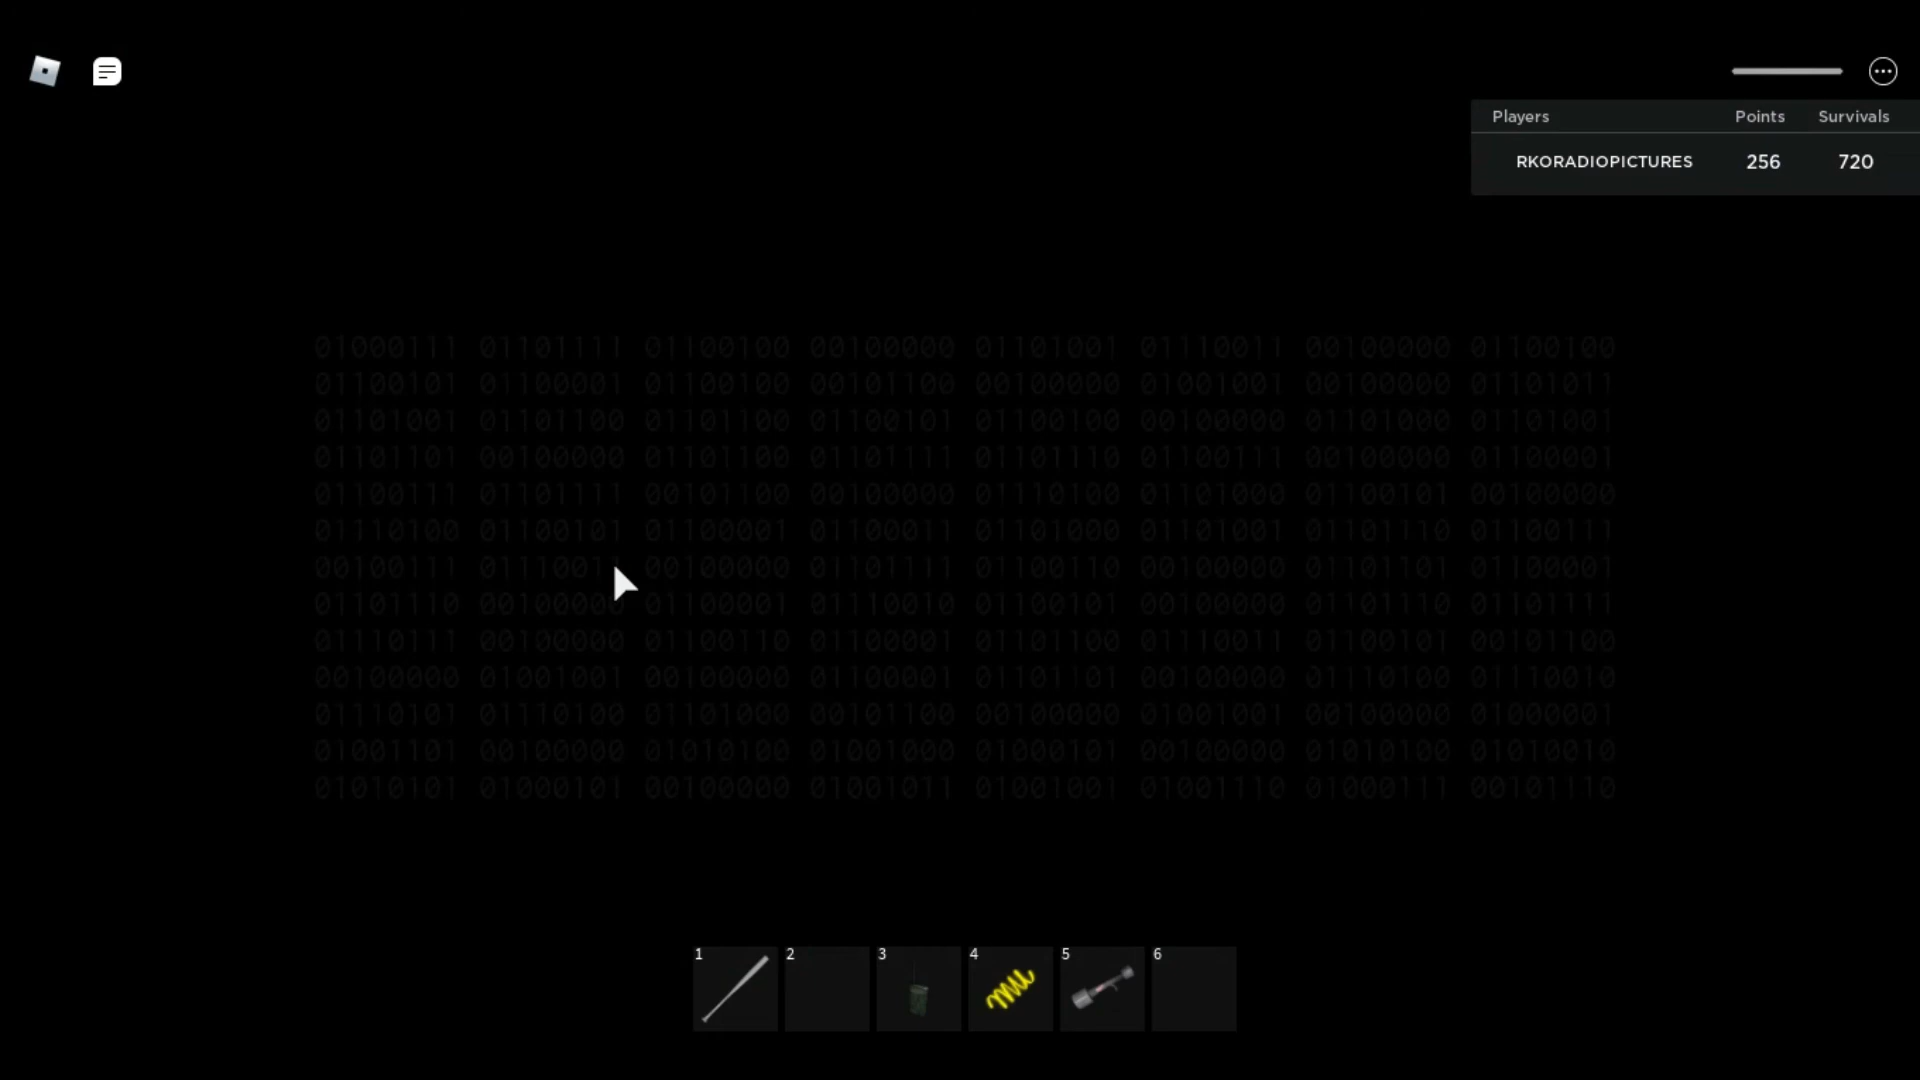 Players Points Survivals
RKORADIOPICTURES 256 720
01000111 01101111 01100100 00100000 01101001 01110011 00100000 01100100
01100101 01100001 01100100 00101100 00100000 01001001 00100000 01101011
01101001 01101100 01101100 01100101 01100100 00100000 01101000 01101001
01101101 00100000 01101100 01101111 01101110 01100111 00100000 01100001
01100111 01101111 00101100 00100000 01110100 01101000 01100101 00100000
01110100 01100101 01100001 01100011 01101000 01101001 01101110 01100111
00100111 01110011 00100000 01101111 01100110 00100000 01101101 01100001
01101110 00100000 01100001 01110010 01100101 00100000 01101110 01101111
01110111 00100000 01100110 01100001 01101100 01110011 01100101 00101100
00100000 01001001 00100000 01100001 01101101 00100000 01110100 01110010
01110101 01110100 01101000 00101100 00100000 01001001 00100000 01000001
01001101 00100000 01010100 01001000 01000101 00100000 01010100 01010010
01010101 01000101 00100000 01001011 01001001 01001110 01000111 00101110
1 2 3 4 5 6